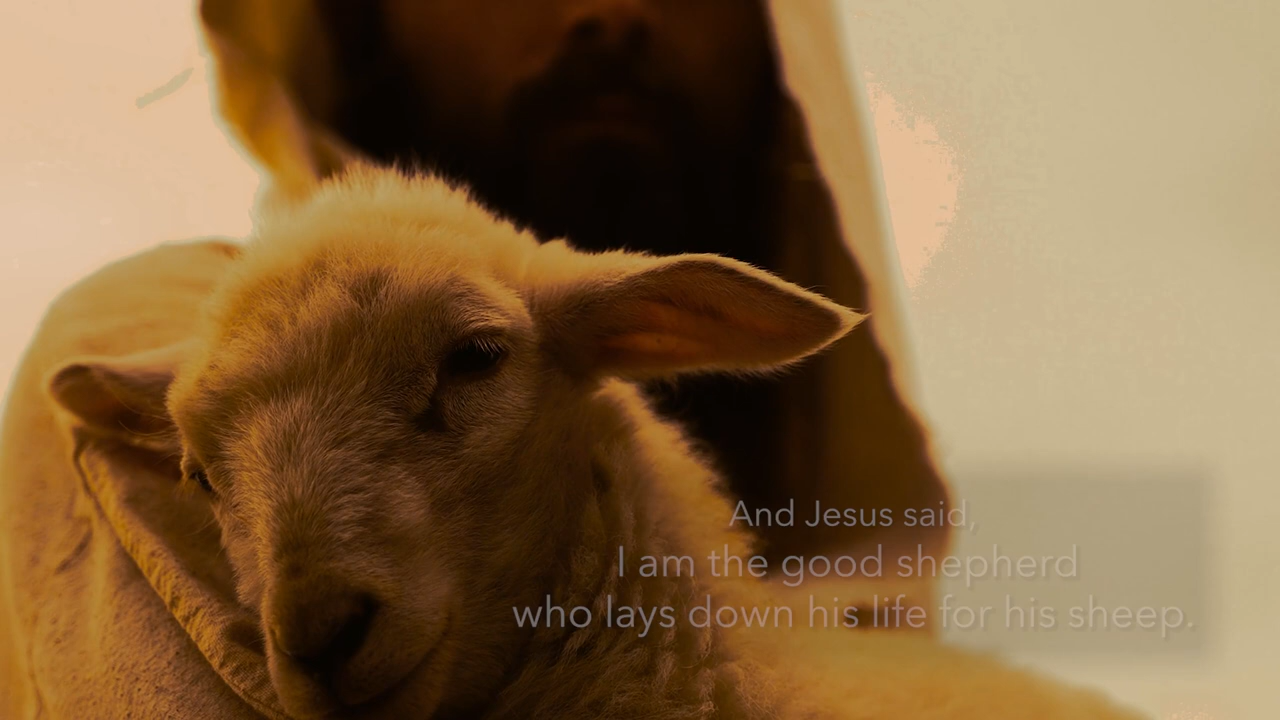 And Jesus said,
I am the good shepherd
who lays down his life for his sheep.